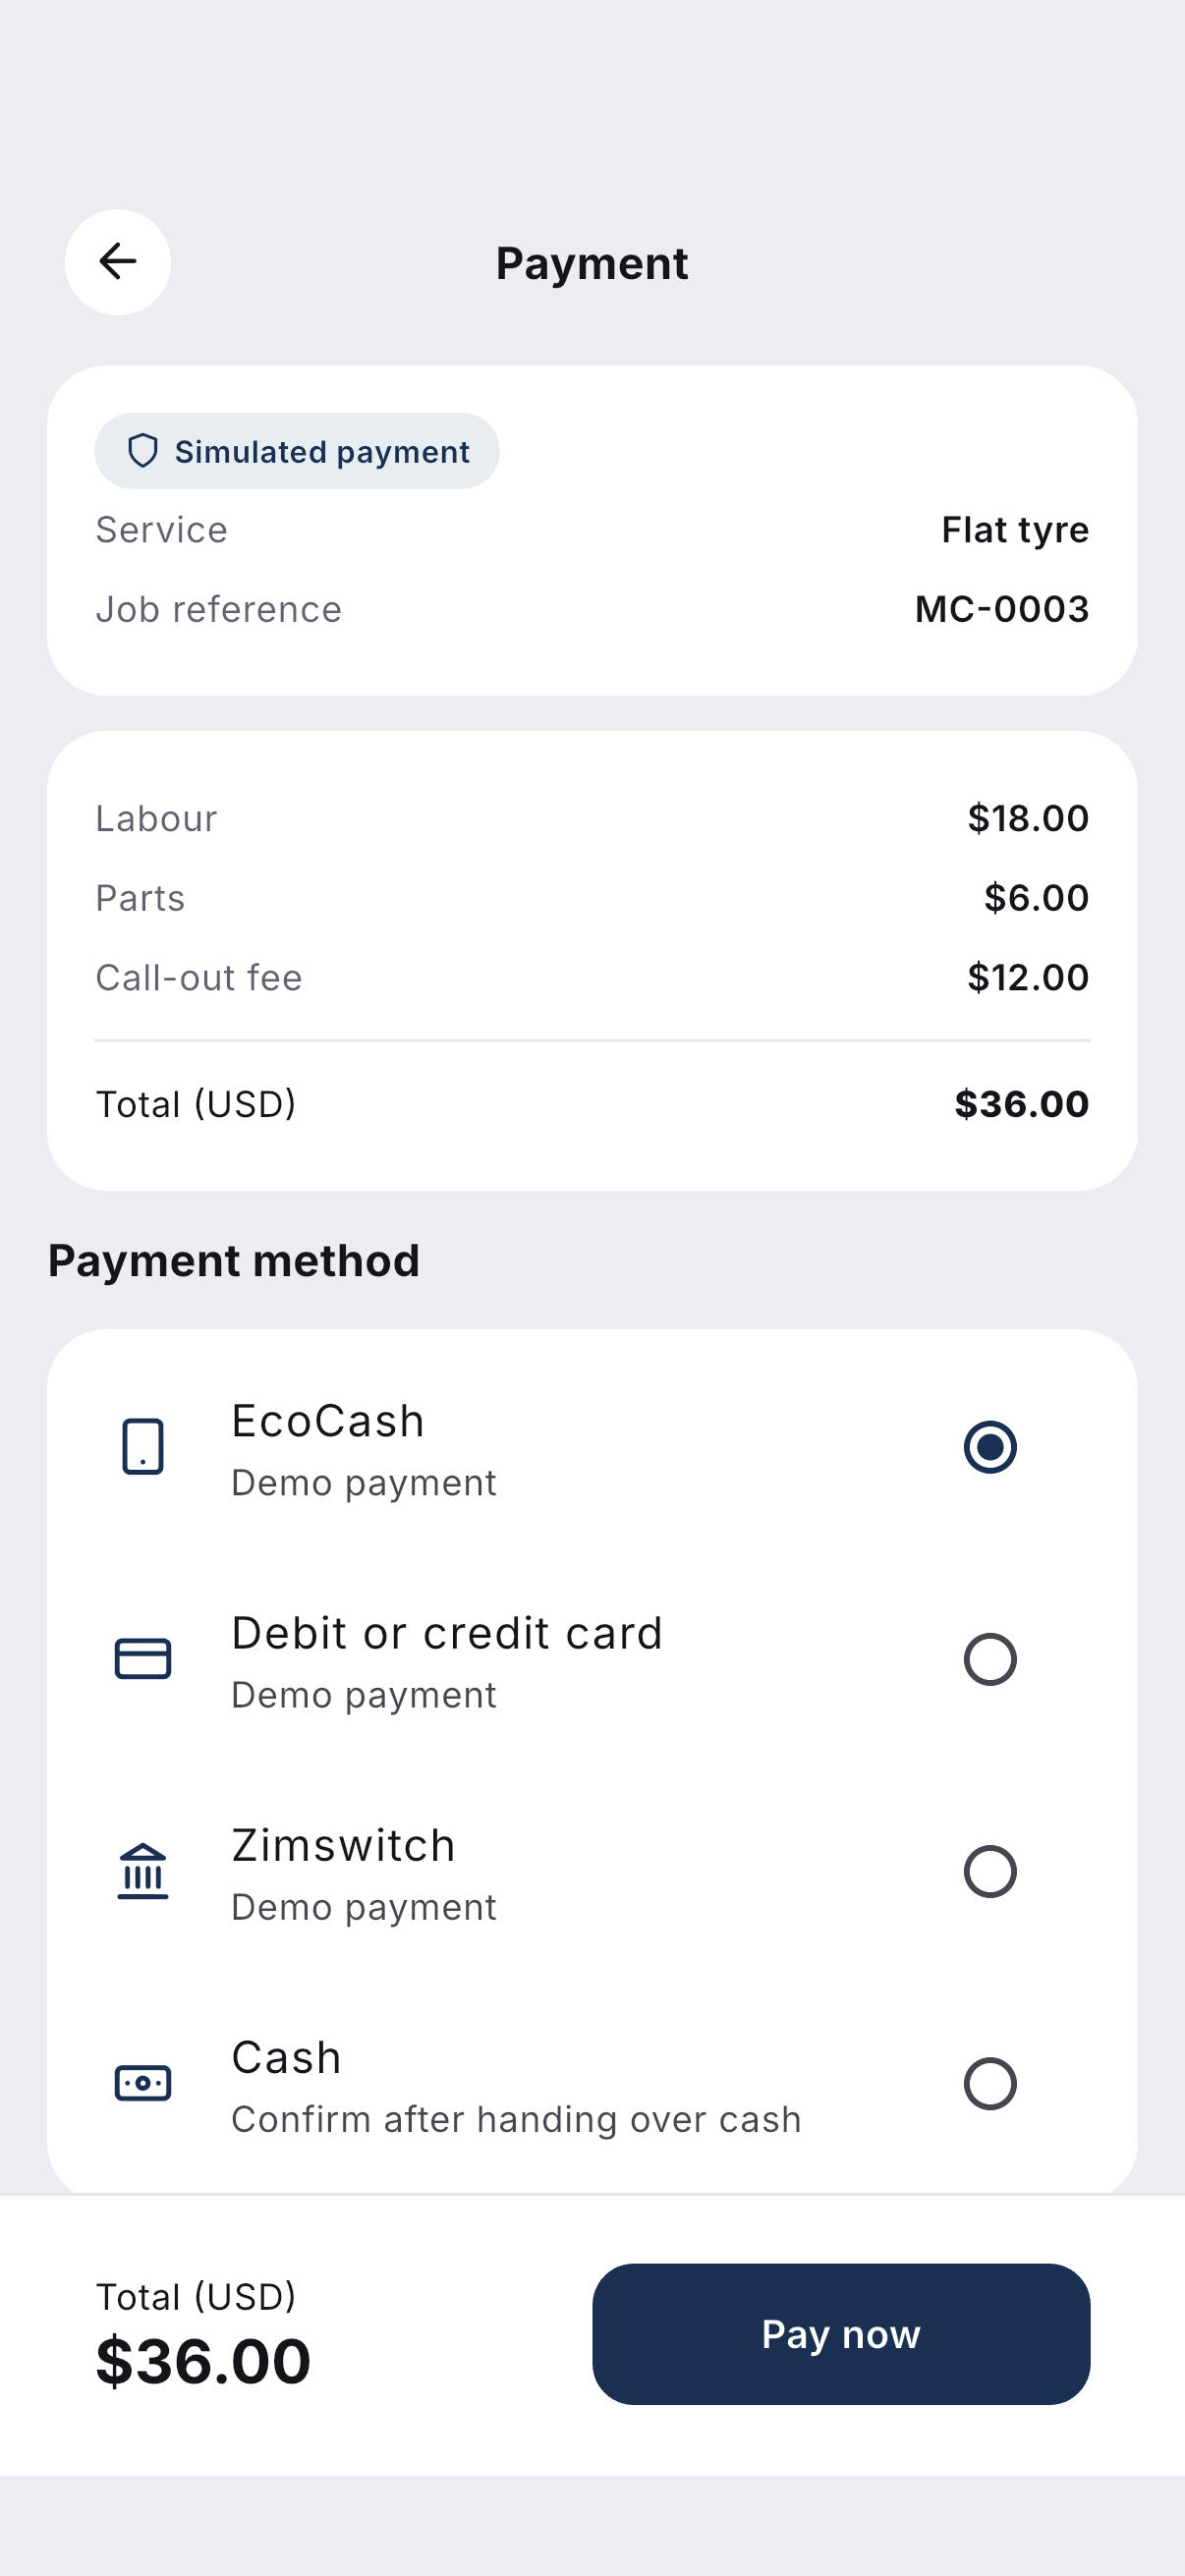 Payment
Simulated payment
Service Flat tyre
Job reference MC-0003
Labour $18.00
Parts $6.00
Call-out fee $12.00
Total (USD) $36.00
Payment method
EcoCash
Demo payment
Debit or credit card
Demo payment
Zimswitch
Demo payment
Cash
Confirm after handing over cash
Total (USD)
$36.00
Pay now